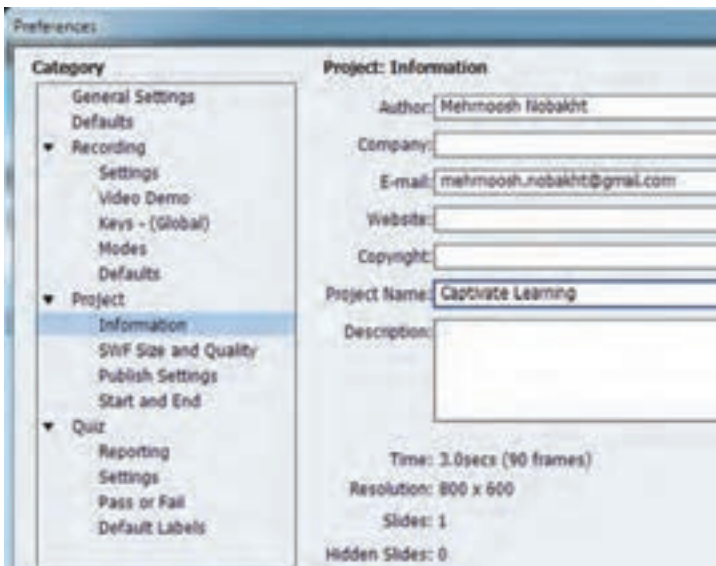 Preferences
Category
General Settings
Defaults
Recording
Settings
Video Demo
Keys - (Global)
Modes
Defaults
Project
Information
SWF Size and Quality
Publish Settings
Start and End
Quiz
Reporting
Settings
Pass or Fail
Default Labels
Project: Information
Author: Mehrnoosh Nobakht
Company:
E-mail: mehrnoosh.nobakht@gmail.com
Website:
Copyright:
Project Name: Captivate Learning
Description:
Time: 3.0secs (90 frames)
Resolution: 800 x 600
Slides: 1
Hidden Slides: 0